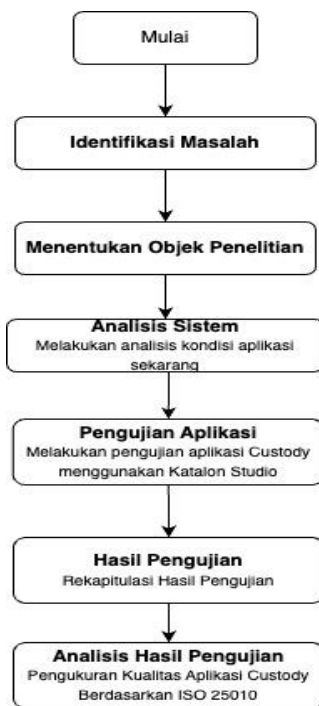 Mulai
Identifikasi Masalah
Menentukan Objek Penelitian
Analisis Sistem
Melakukan analisis kondisi aplikasi
sekarang
Pengujian Aplikasi
Melakukan pengujian aplikasi Custody
menggunakan Katalon Studio
Hasil Pengujian
Rekapitulasi Hasil Pengujian
Analisis Hasil Pengujian
Pengukuran Kualitas Aplikasi Custody
Berdasarkan ISO 25010